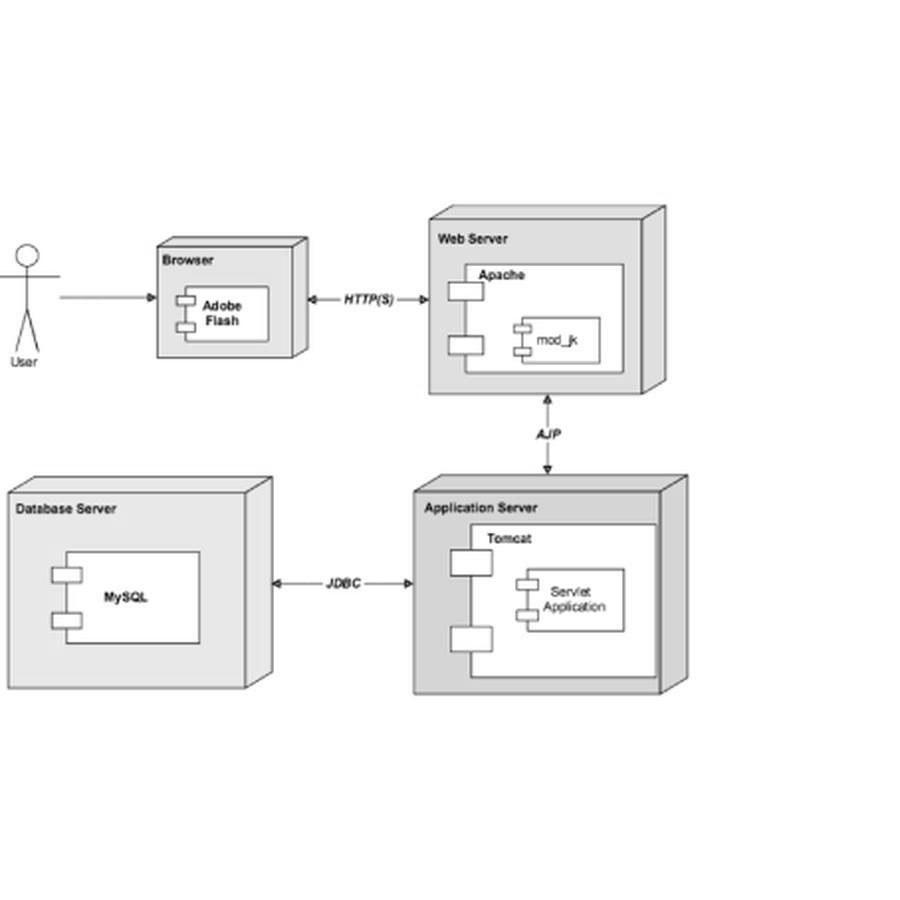 Web Server
Browser
Apache
Adobe
Flash
HTTP(S)
mod_jk
User
AJP
Database Server
Application Server
Tomcat
MySQL
JDBC
Servlet
Application